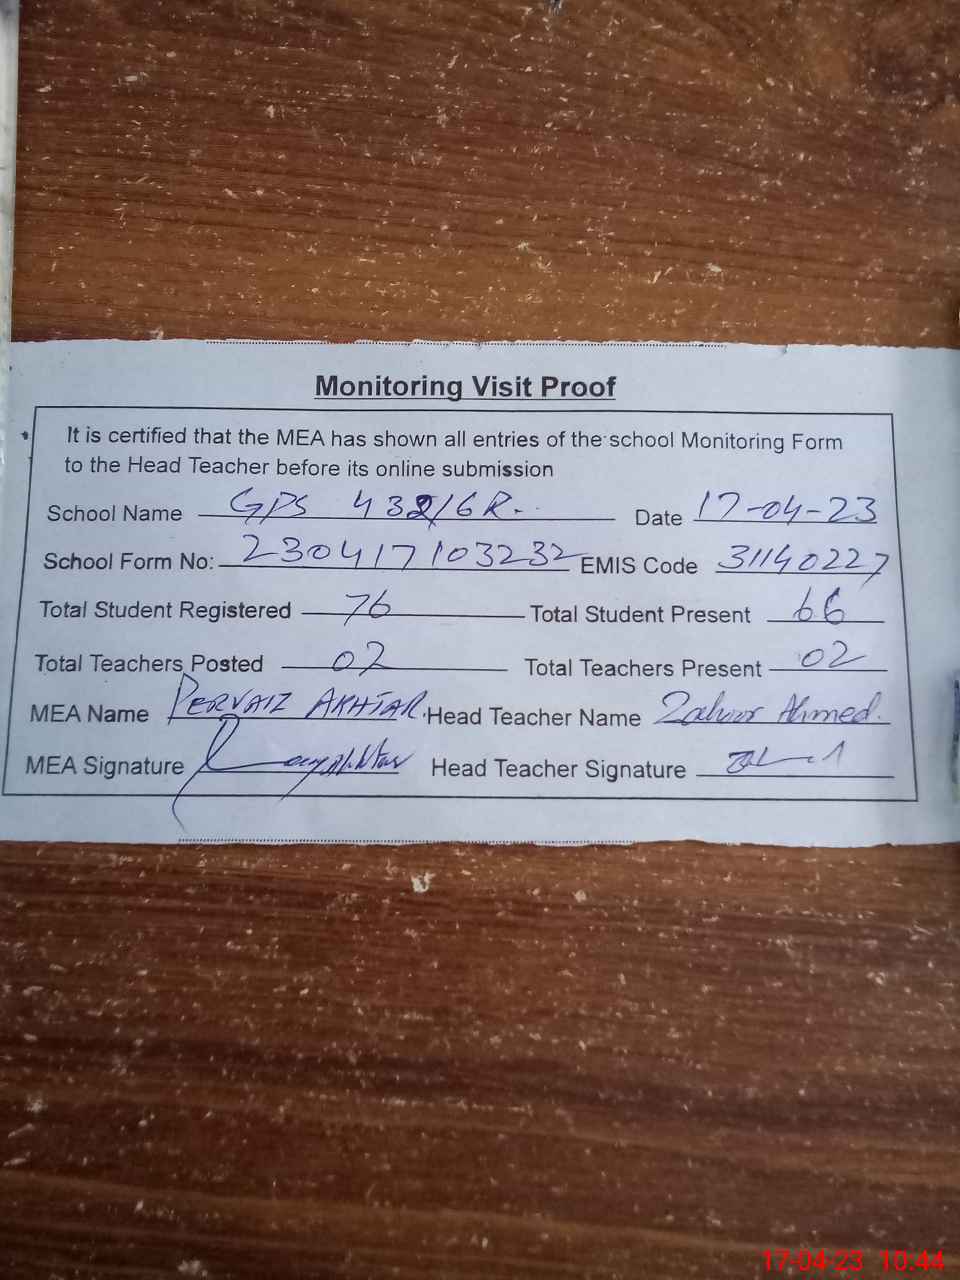 Monitoring Visit Proof
It is certified that the MEA has shown all entries of the school Monitoring Form
to the Head Teacher before its online submission
School Name GPS 432/6R. Date 17-04-23
School Form No: 230417103232 EMIS Code 31140227
Total Student Registered 76 Total Student Present 66
Total Teachers Posted 02 Total Teachers Present 02
MEA Name PERVAIZ AKHTAR. Head Teacher Name Zahoor Ahmed.
MEA Signature Head Teacher Signature
17-04-23 10:44